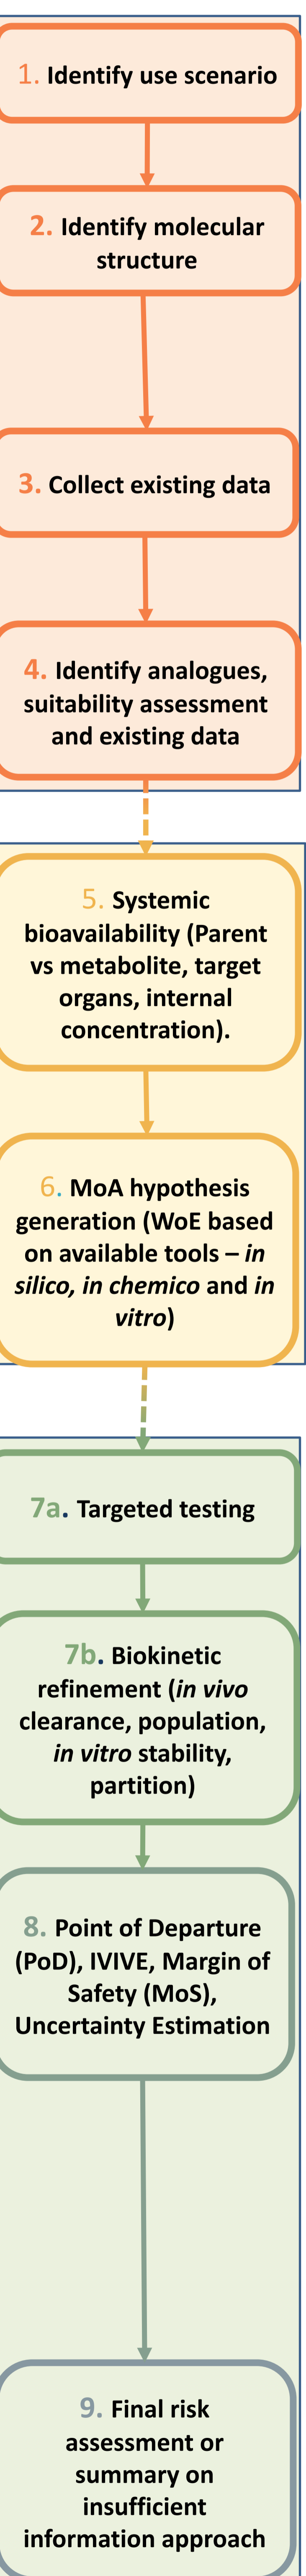 1. Identify use scenario
2. Identify molecular
structure
3. Collect existing data
4. Identify analogues,
suitability assessment
and existing data
5. Systemic
bioavailability (Parent
vs metabolite, target
organs, internal
concentration).
6. MoA hypothesis
generation (WoE based
on available tools – in
silico, in chemico and in
vitro)
7a. Targeted testing
7b. Biokinetic
refinement (in vivo
clearance, population,
in vitro stability,
partition)
8. Point of Departure
(PoD), IVIVE, Margin of
Safety (MoS),
Uncertainty Estimation
9. Final risk
assessment or
summary on
insufficient
information approach